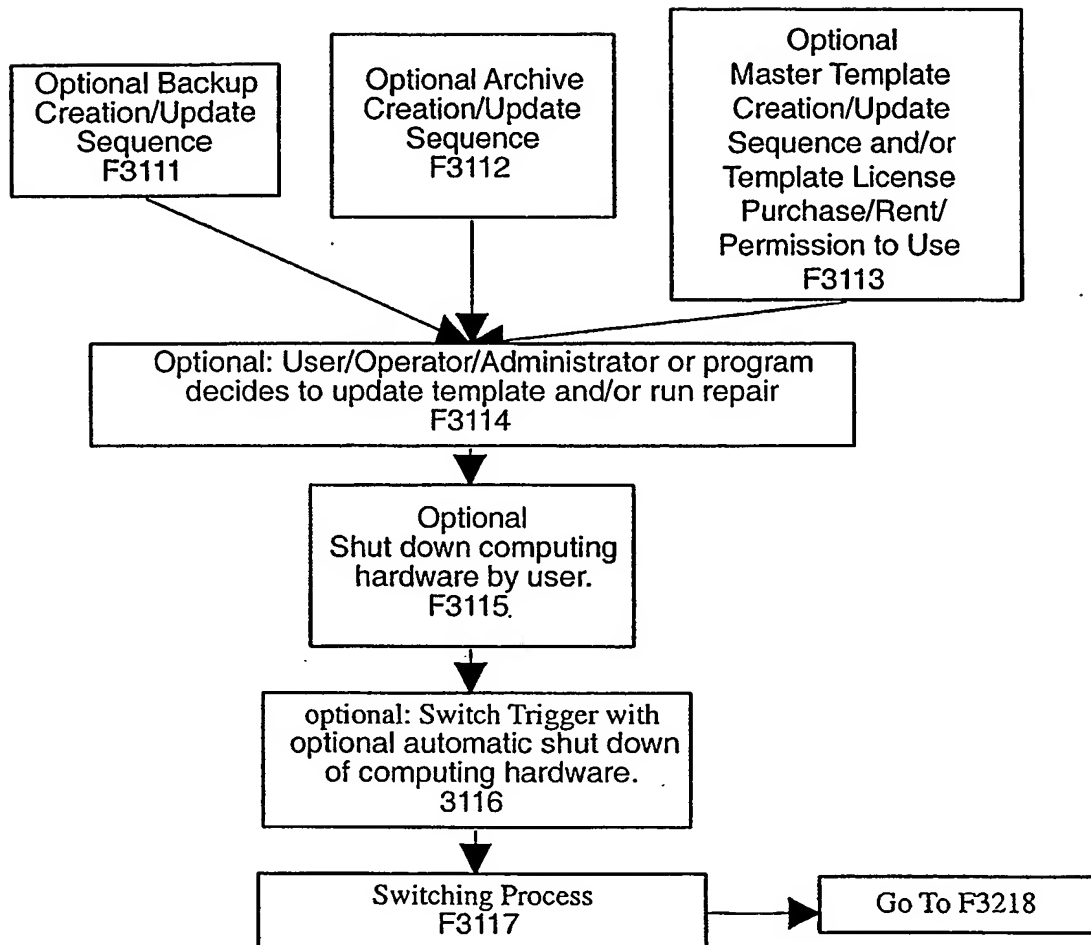 Optional Backup
Creation/Update
Sequence
F3111
Optional Archive
Creation/Update
Sequence
F3112
Optional
Master Template
Creation/Update
Sequence and/or
Template License
Purchase/Rent/
Permission to Use
F3113
Optional: User/Operator/Administrator or program
decides to update template and/or run repair
F3114
Optional
Shut down computing
hardware by user.
F3115.
optional: Switch Trigger with
optional automatic shut down
of computing hardware.
3116
Switching Process
F3117
Go To F3218